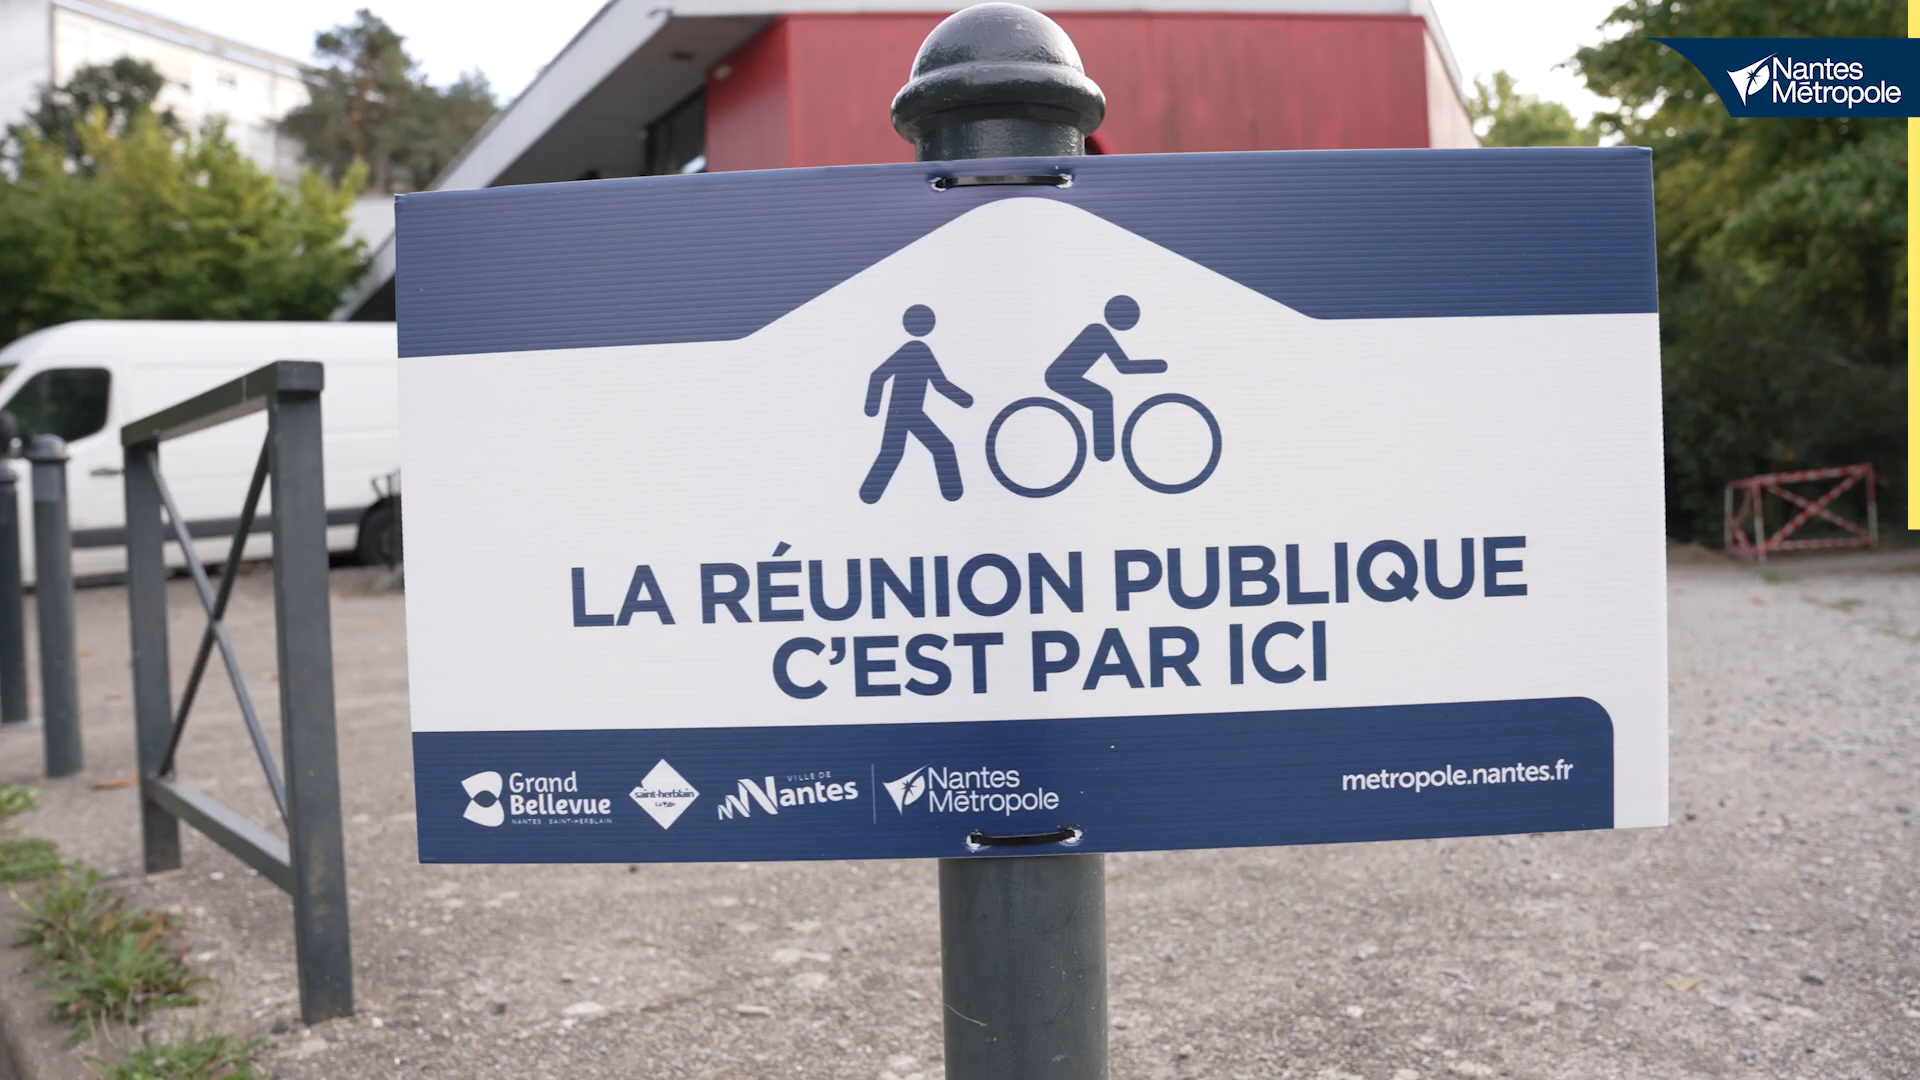 Nantes
Métropole
LA RÉUNION PUBLIQUE
C'EST PAR ICI
Grand
Bellevue
NANTES SAINT-HERBLAIN
saint-herblain
VILLE DE
Nantes
Nantes
Métropole
metropole.nantes.fr